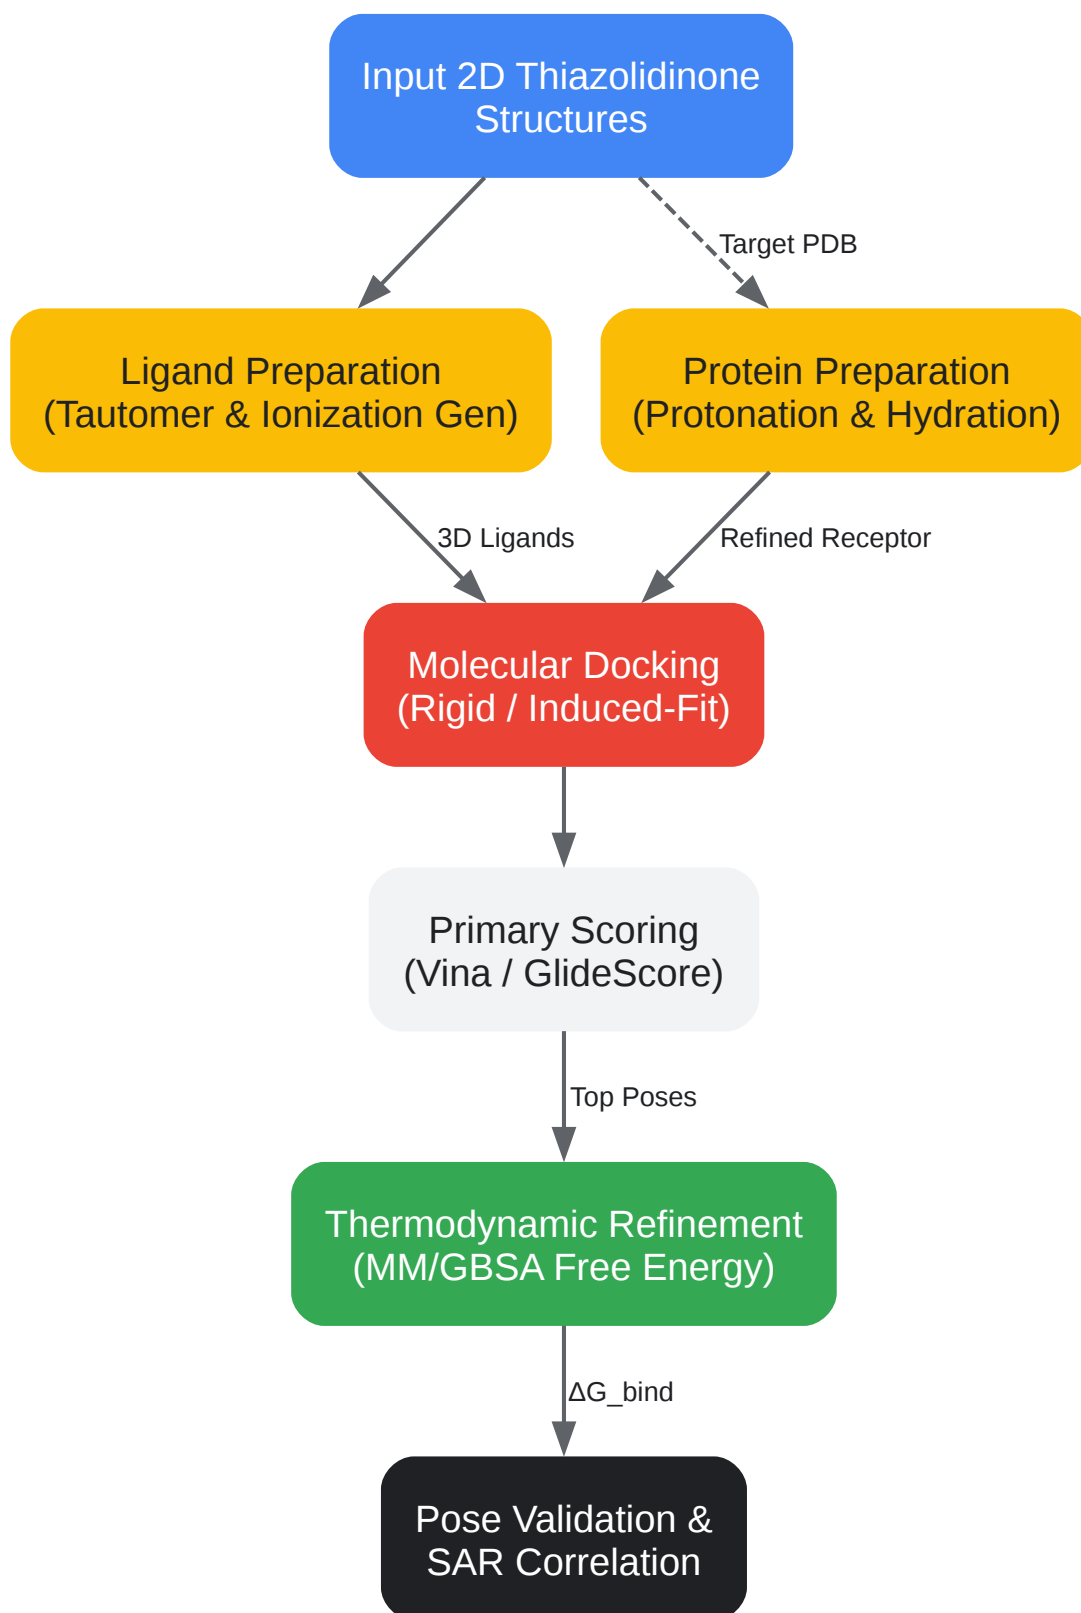 Input 2D Thiazolidinone
Structures
Target PDB
Ligand Preparation
(Tautomer & Ionization Gen)
Protein Preparation
(Protonation & Hydration)
3D Ligands
Refined Receptor
Molecular Docking
(Rigid / Induced-Fit)
Primary Scoring
(Vina / GlideScore)
Top Poses
Thermodynamic Refinement
(MM/GBSA Free Energy)
ΔG_bind
Pose Validation &
SAR Correlation